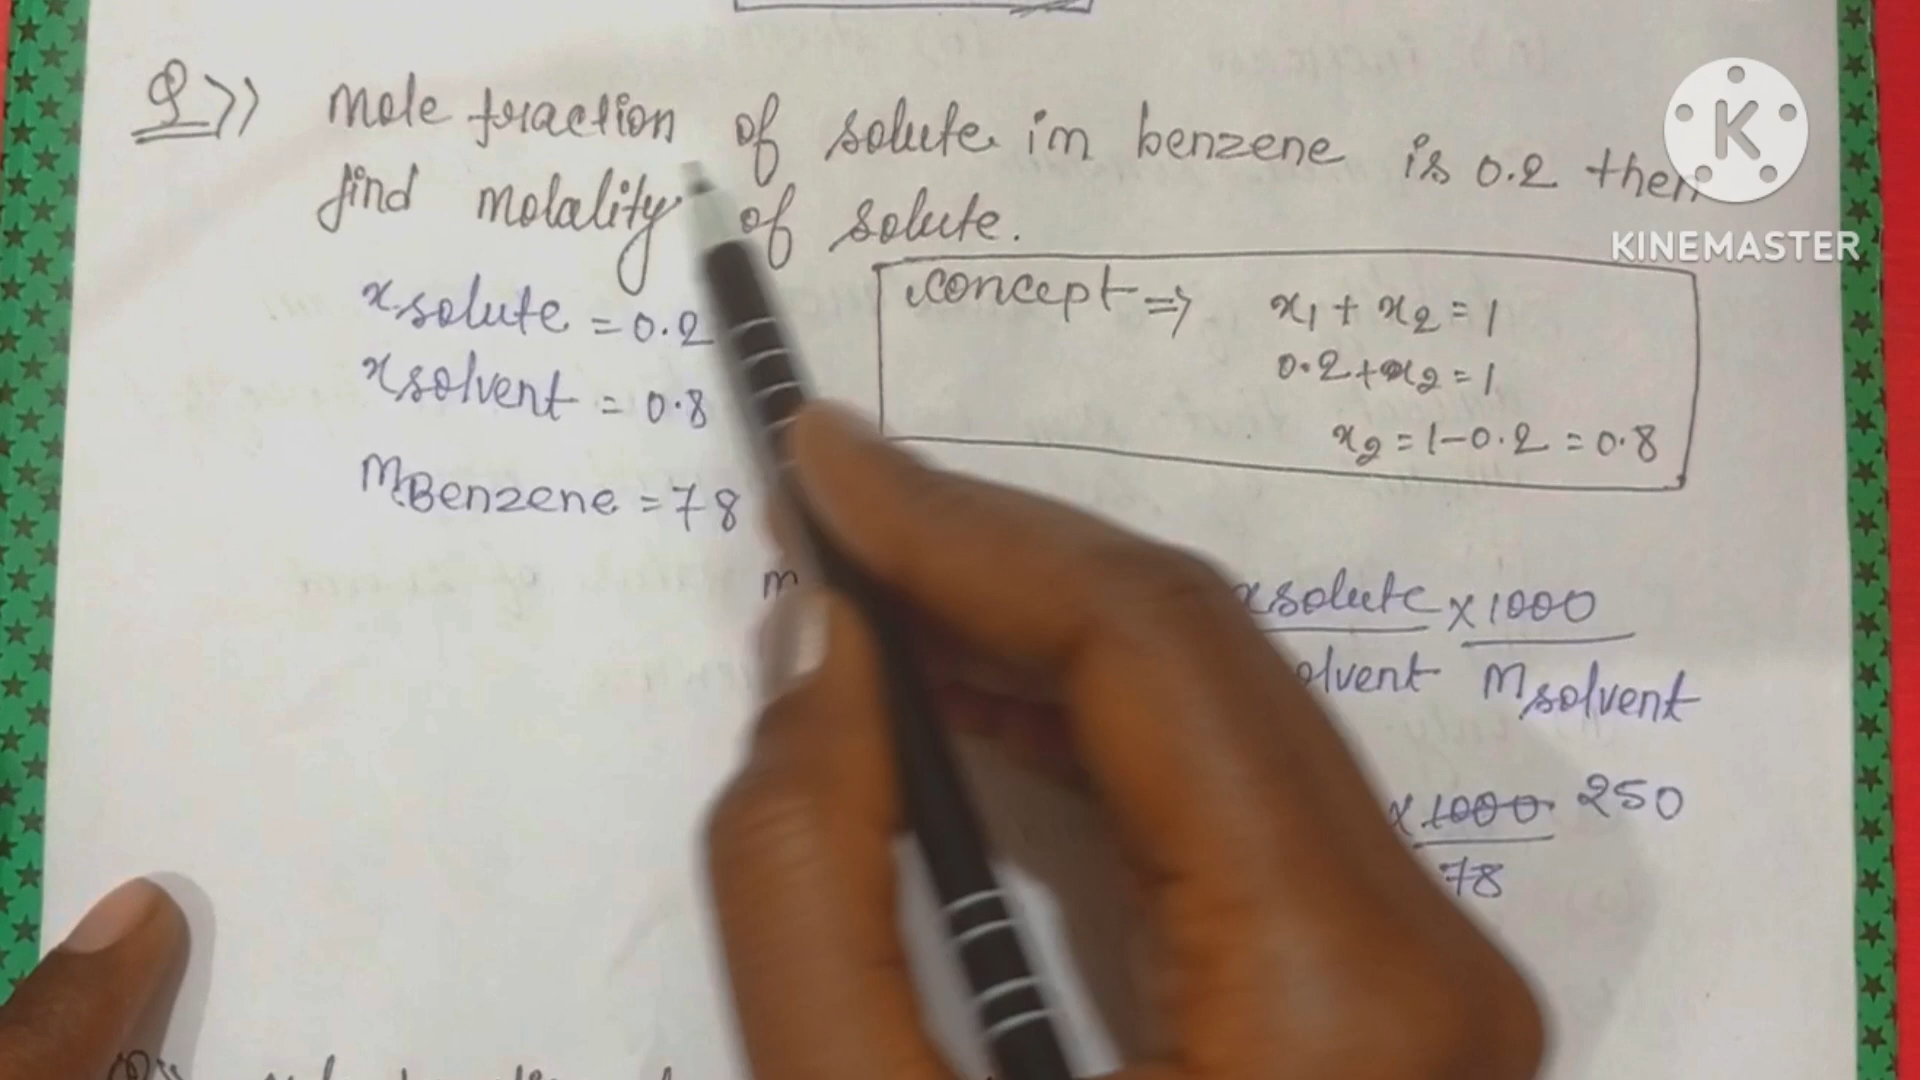 Q>> Mole fraction of solute in benzene is 0.2 then
find molality of solute.
x solute = 0.2
x solvent = 0.8
M Benzene = 78
concept ⇒ x₁ + x₂ = 1
0.2 + x₂ = 1
x₂ = 1 - 0.2 = 0.8
m
x solute × 1000
olvent M solvent
× 1000 250
78
K
KINEMASTER